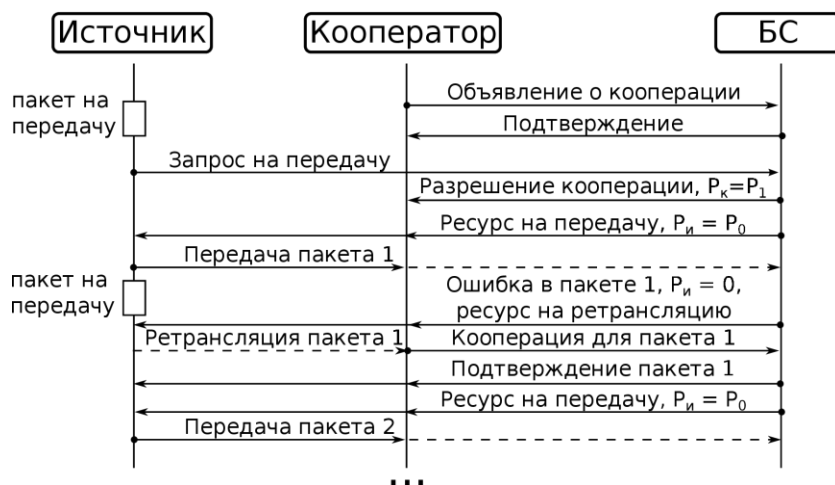 Источник
Кооператор
БС
пакет на
передачу
Объявление о кооперации
Подтверждение
Запрос на передачу
Разрешение кооперации, Pк=P1
Ресурс на передачу, Pи = P0
Передача пакета 1
пакет на
передачу
Ошибка в пакете 1, Pи = 0,
ресурс на ретрансляцию
Ретрансляция пакета 1
Кооперация для пакета 1
Подтверждение пакета 1
Ресурс на передачу, Pи = P0
Передача пакета 2
...